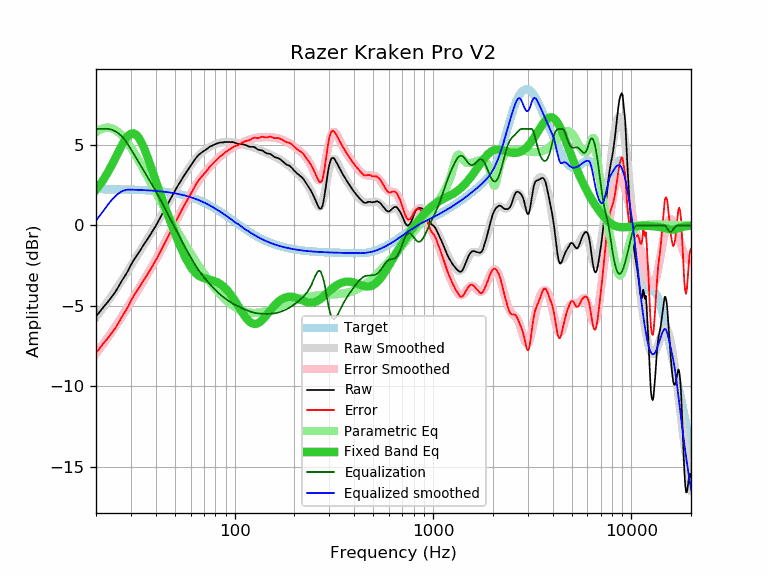 Razer Kraken Pro V2
Amplitude (dBr)
5
0
−5
−10
−15
Target
Raw Smoothed
Error Smoothed
Raw
Error
Parametric Eq
Fixed Band Eq
Equalization
Equalized smoothed
100
1000
10000
Frequency (Hz)